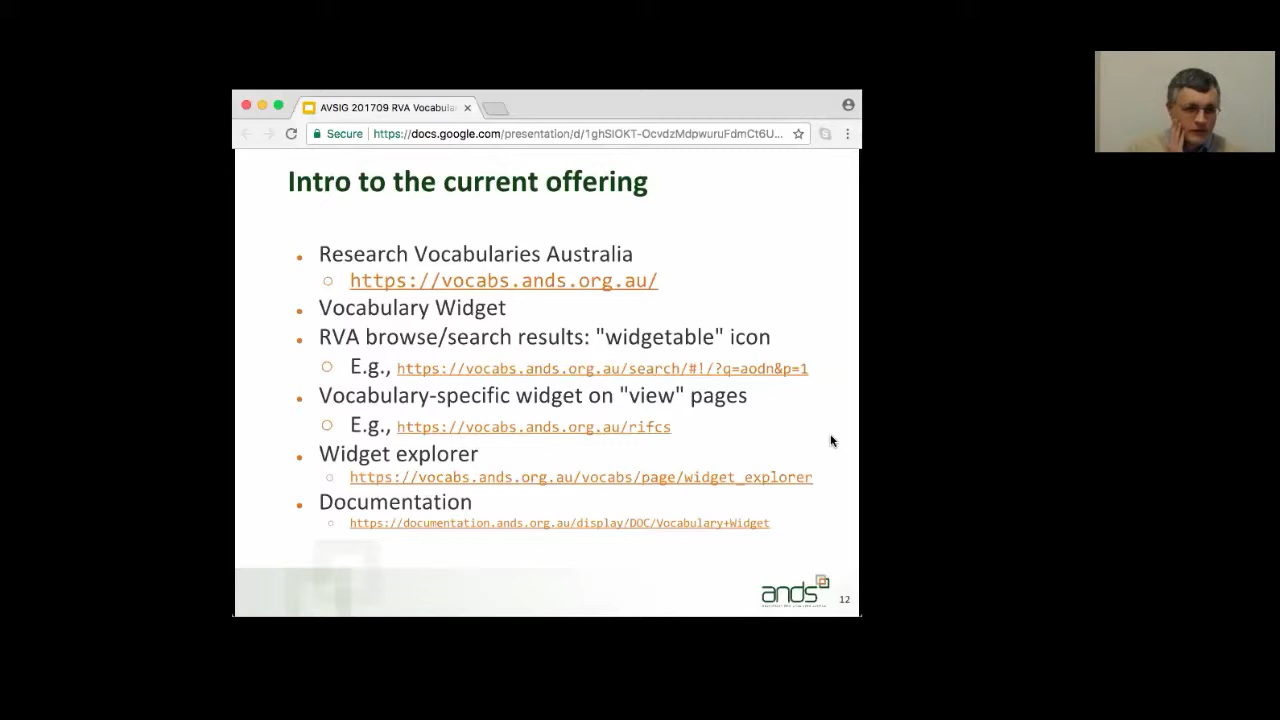 AVSIG 201709 RVA Vocabula
Secure
https://docs.google.com/presentation/d/1ghSlOKT-OcvdzMdpwuruFdmCt6U...
Intro to the current offering
Research Vocabularies Australia
https://vocabs.ands.org.au/
Vocabulary Widget
RVA browse/search results: "widgetable" icon
E.g., https://vocabs.ands.org.au/search/#!/?q=aodn&p=1
Vocabulary-specific widget on "view" pages
E.g., https://vocabs.ands.org.au/rifcs
Widget explorer
https://vocabs.ands.org.au/vocabs/page/widget_explorer
Documentation
https://documentation.ands.org.au/display/DOC/Vocabulary+Widget
ands
12